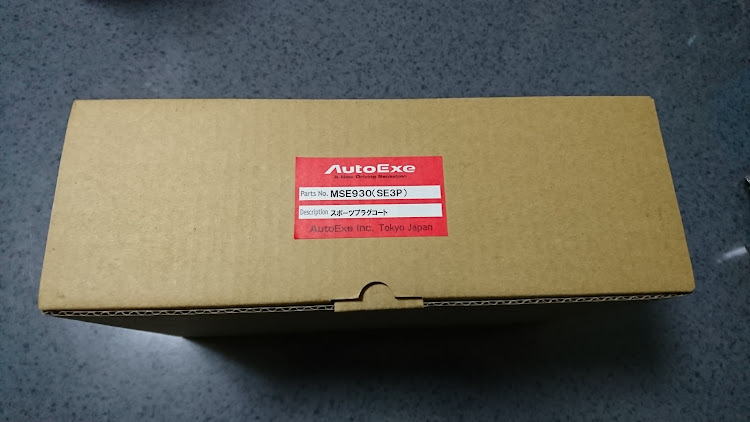 AutoExe
A New Driving Sensation
Parts No. MSE930(SE3P)
Description スポーツプラグコート
AutoExe Inc. Tokyo Japan